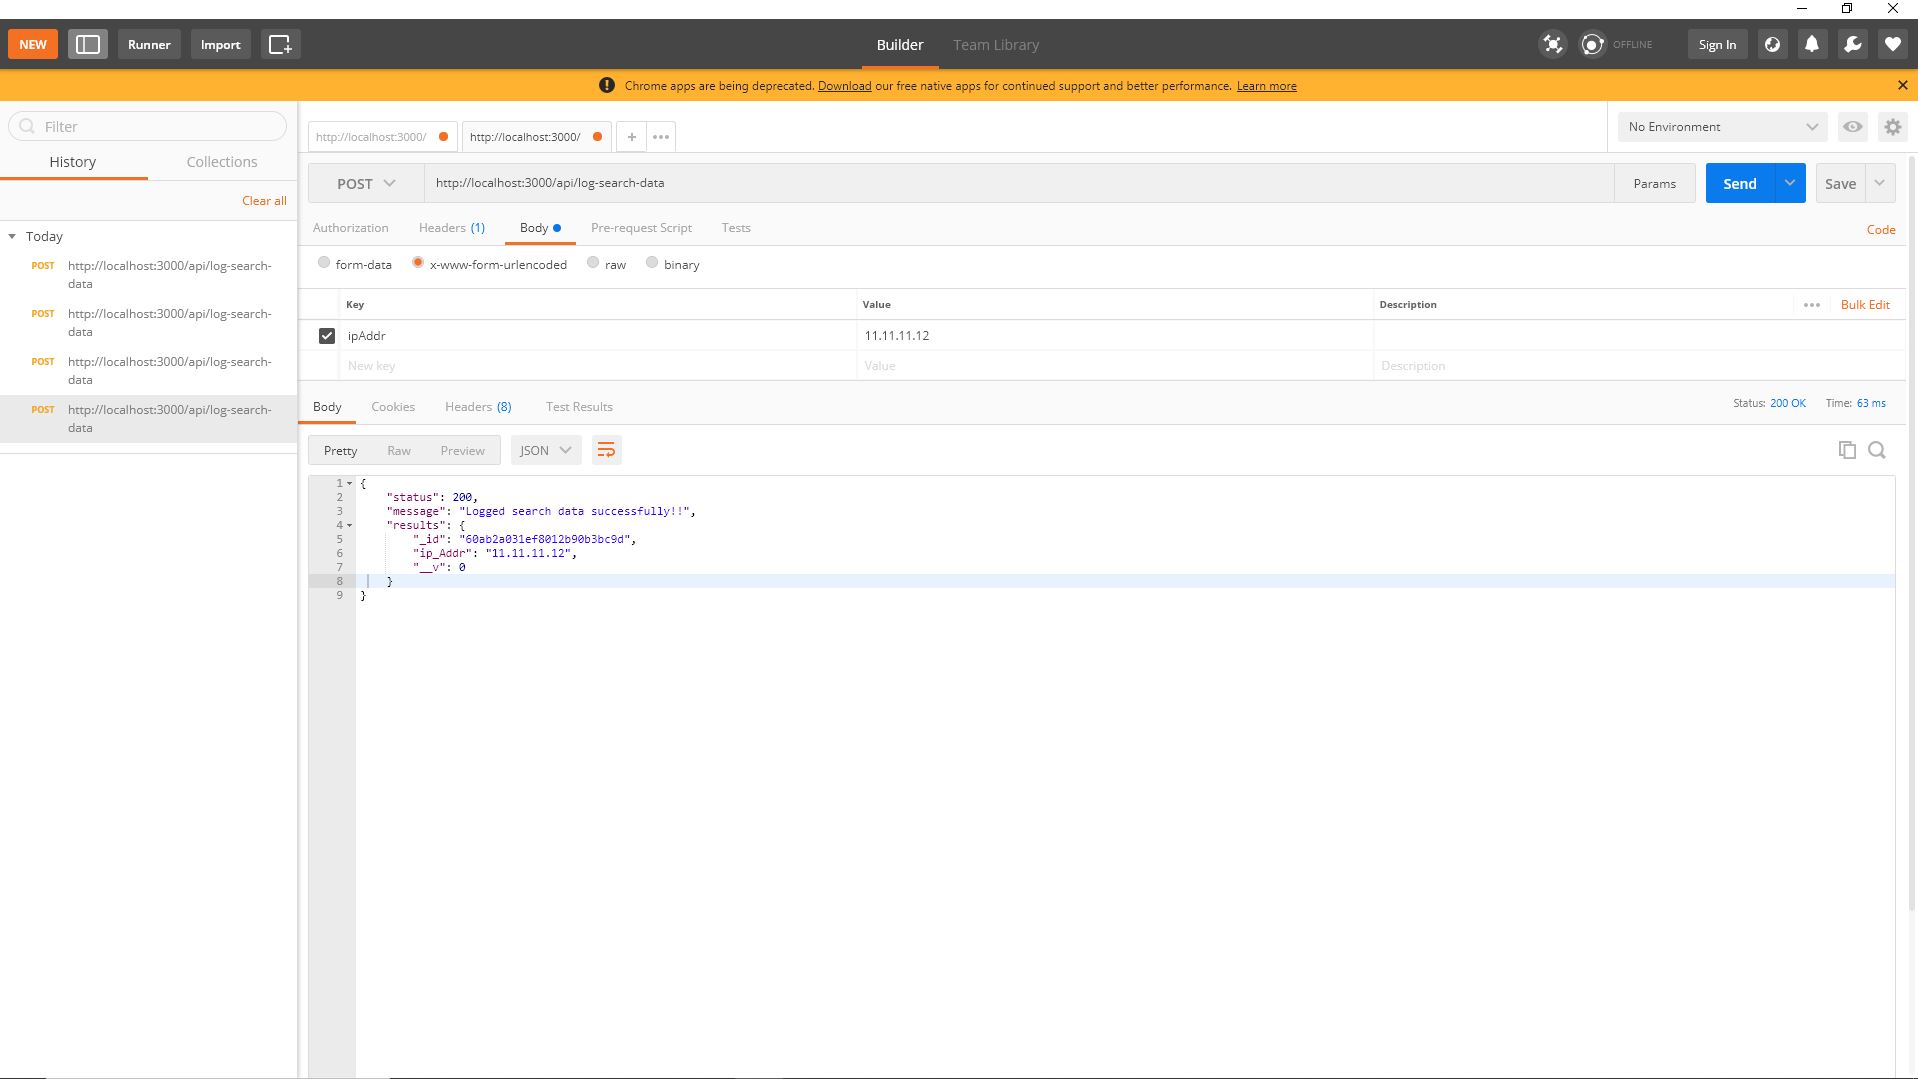 NEW Runner Import Builder Team Library OFFLINE Sign In
Chrome apps are being deprecated. Download our free native apps for continued support and better performance. Learn more
Filter
History Collections
Clear all
Today
POST http://localhost:3000/api/log-search-
data
POST http://localhost:3000/api/log-search-
data
POST http://localhost:3000/api/log-search-
data
POST http://localhost:3000/api/log-search-
data
http://localhost:3000/ http://localhost:3000/ + ••• No Environment
POST http://localhost:3000/api/log-search-data Params Send Save
Authorization Headers (1) Body Pre-request Script Tests Code
form-data x-www-form-urlencoded raw binary
Key Value Description ••• Bulk Edit
ipAddr 11.11.11.12
New key Value Description
Body Cookies Headers (8) Test Results Status: 200 OK Time: 63 ms
Pretty Raw Preview JSON
1 {
2 "status": 200,
3 "message": "Logged search data successfully!!",
4 "results": {
5 "_id": "60ab2a031ef8012b90b3bc9d",
6 "ip_Addr": "11.11.11.12",
7 "__v": 0
8 }
9 }